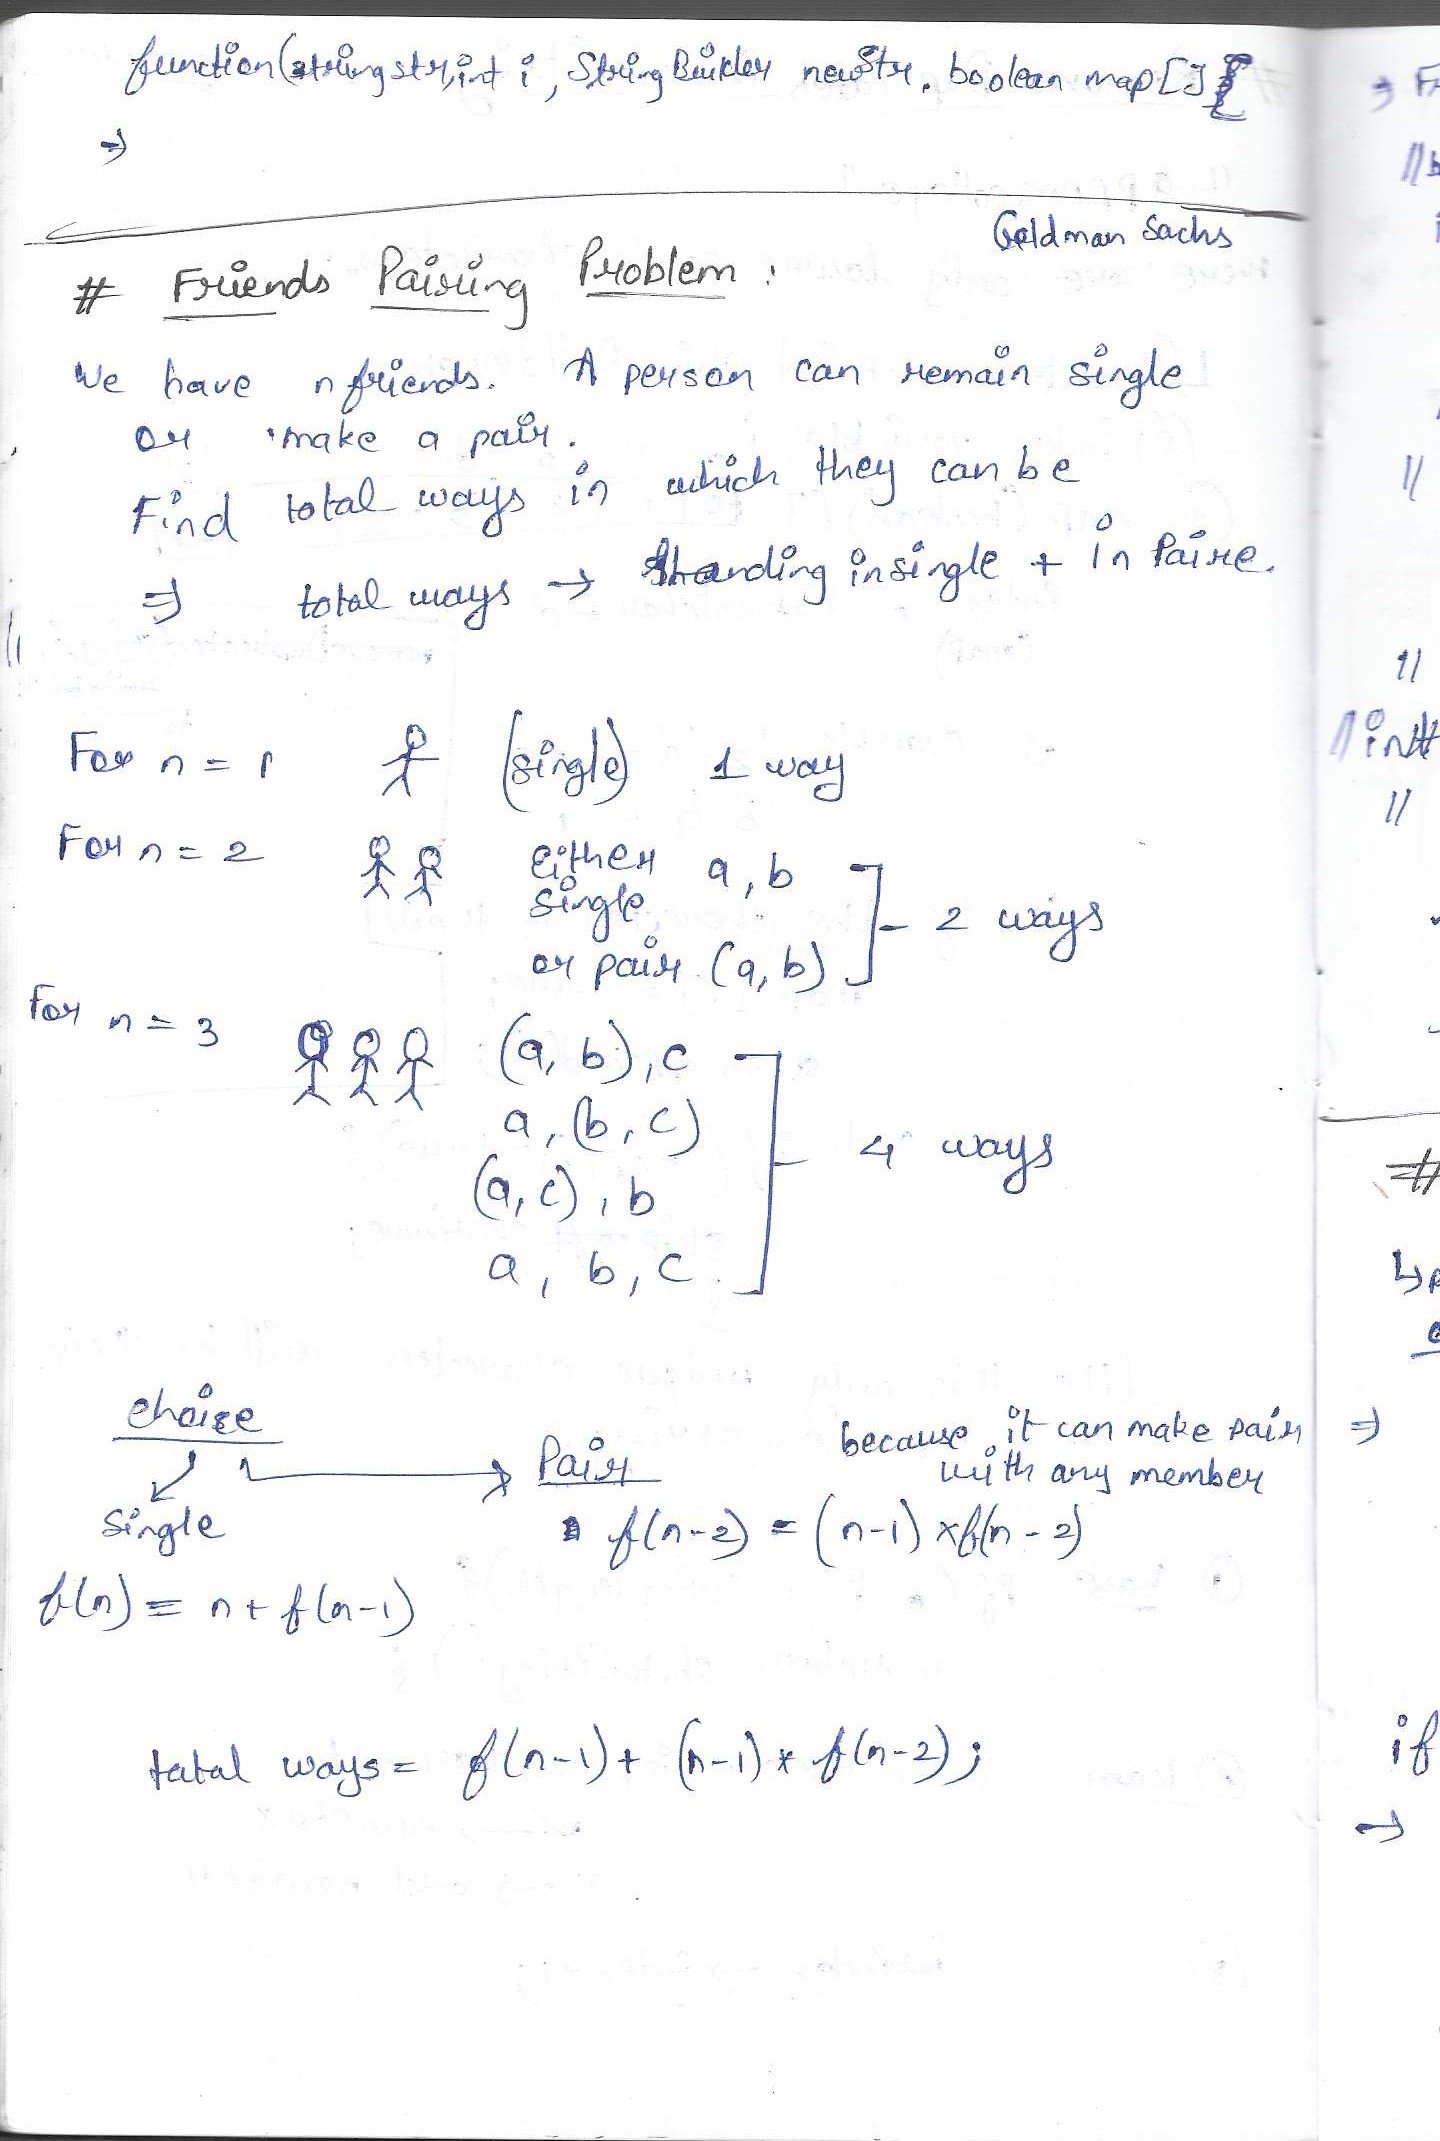 function(string str, int i, StringBuilder newStr, boolean map[]){
⇒
Goldman Sachs
# Friends Pairing Problem :
We have n friends. A person can remain single
or make a pair.
Find total ways in which they can be
⇒ total ways → Standing in single + in Paire.
For n = 1 (single) 1 way
For n = 2 either single a, b
or pair (a, b) 2 ways
For n = 3 (a, b), c
a, (b, c)
4 ways
(a, c), b
a, b, c
choice
Single
Pair
because it can make pair
with any member
f(n-2) = (n-1) × f(n-2)
f(n) = n + f(n-1)
total ways = f(n-1) + (n-1) * f(n-2);
if